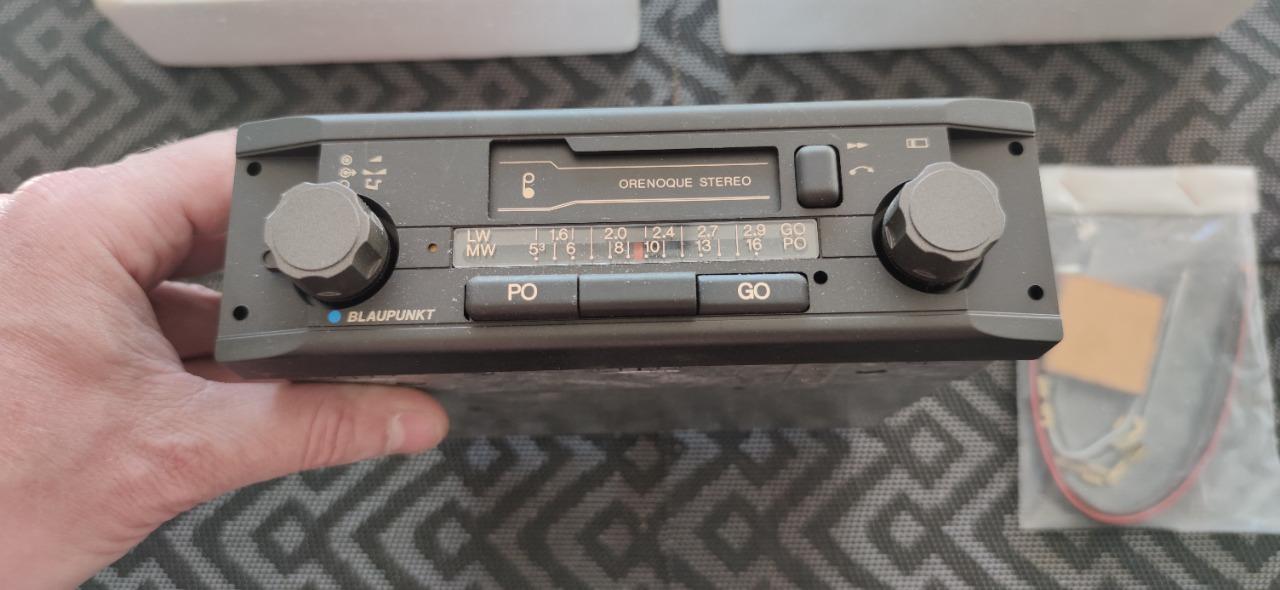 ORENOQUE STEREO
LW 1.6 2.0 2.4 2.7 2.9 GO
MW 5³ 6 8 10 13 16 PO
PO GO
BLAUPUNKT